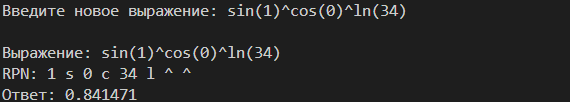 Введите новое выражение: sin(1)^cos(0)^ln(34)
Выражение: sin(1)^cos(0)^ln(34)
RPN: 1 s 0 c 34 l ^ ^
Ответ: 0.841471